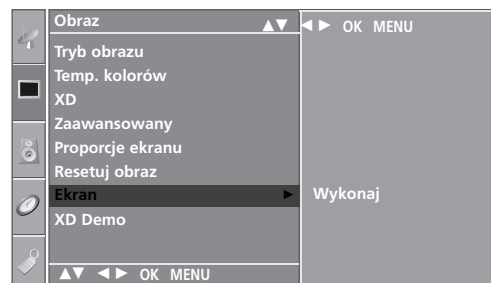 Obraz ▲▼ ◄► OK MENU
Tryb obrazu
Temp. kolorów
XD
Zaawansowany
Proporcje ekranu
Resetuj obraz
Ekran ► Wykonaj
XD Demo
▲▼ ◄► OK MENU